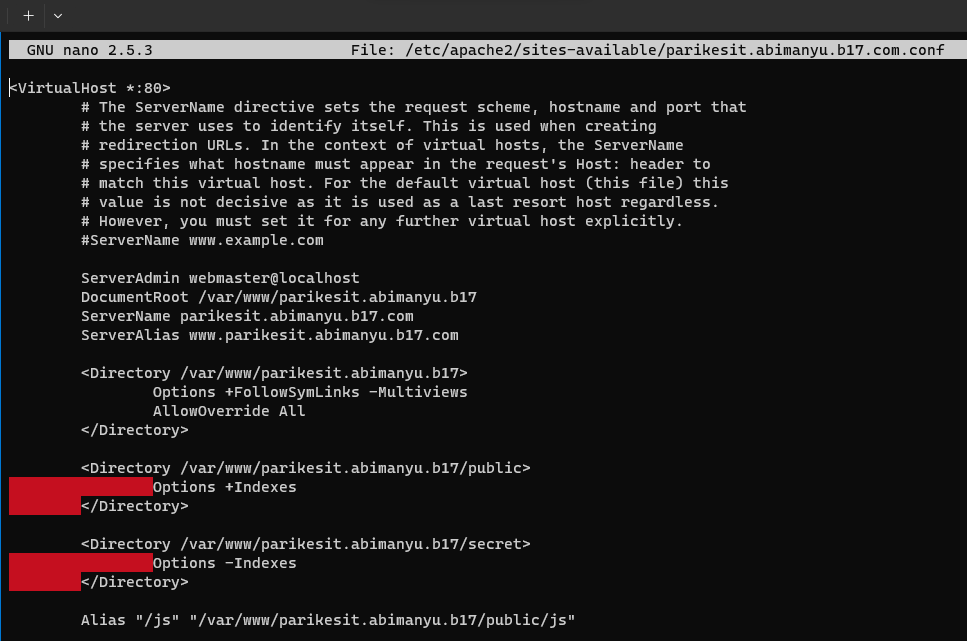 GNU nano 2.5.3 File: /etc/apache2/sites-available/parikesit.abimanyu.b17.com.conf
<VirtualHost *:80>
# The ServerName directive sets the request scheme, hostname and port that
# the server uses to identify itself. This is used when creating
# redirection URLs. In the context of virtual hosts, the ServerName
# specifies what hostname must appear in the request's Host: header to
# match this virtual host. For the default virtual host (this file) this
# value is not decisive as it is used as a last resort host regardless.
# However, you must set it for any further virtual host explicitly.
#ServerName www.example.com
ServerAdmin webmaster@localhost
DocumentRoot /var/www/parikesit.abimanyu.b17
ServerName parikesit.abimanyu.b17.com
ServerAlias www.parikesit.abimanyu.b17.com
<Directory /var/www/parikesit.abimanyu.b17>
Options +FollowSymLinks -Multiviews
AllowOverride All
</Directory>
<Directory /var/www/parikesit.abimanyu.b17/public>
Options +Indexes
</Directory>
<Directory /var/www/parikesit.abimanyu.b17/secret>
Options -Indexes
</Directory>
Alias "/js" "/var/www/parikesit.abimanyu.b17/public/js"